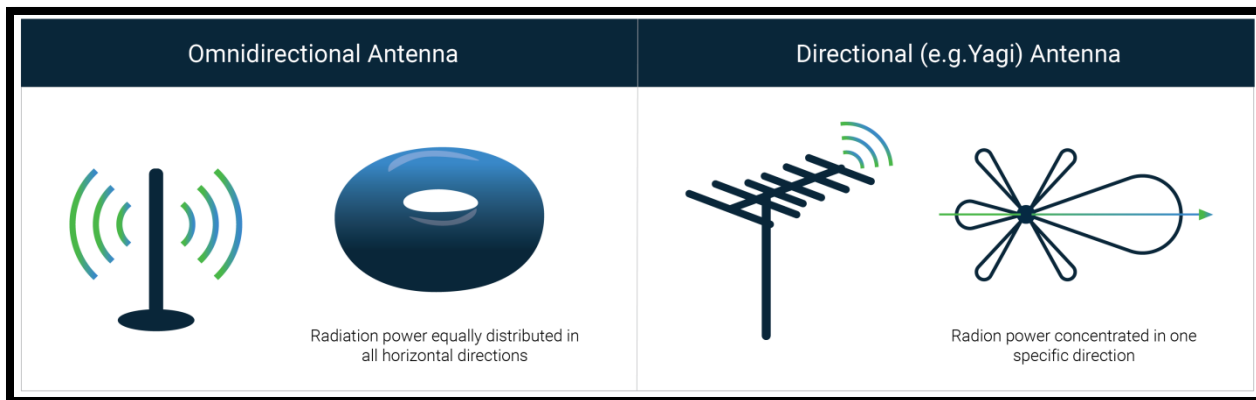 Omnidirectional Antenna
Directional (e.g.Yagi) Antenna
Radiation power equally distributed in
all horizontal directions
Radion power concentrated in one
specific direction